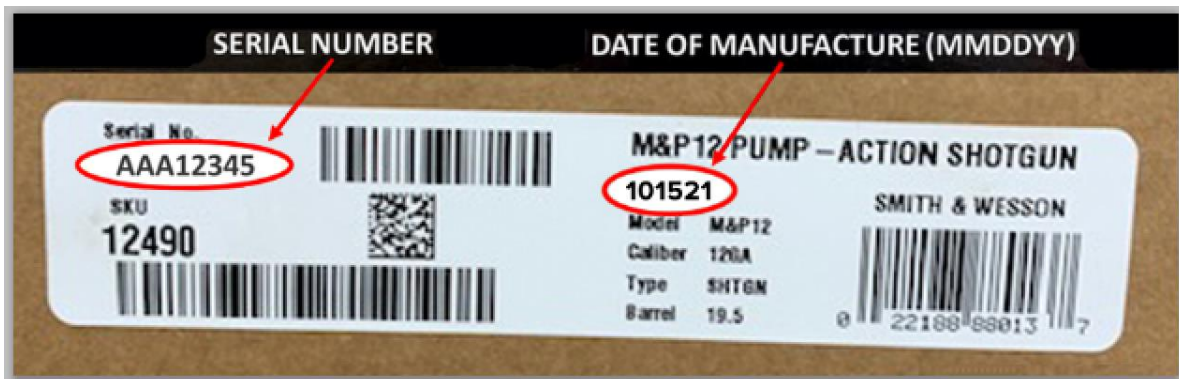 SERIAL NUMBER
DATE OF MANUFACTURE (MMDDYY)
Serial No.
AAA12345
SKU
12490
M&P12 PUMP – ACTION SHOTGUN
101521
Model M&P12
Caliber 12GA
Type SHTGN
Barrel 19.5
SMITH & WESSON
0 22188 88013 7